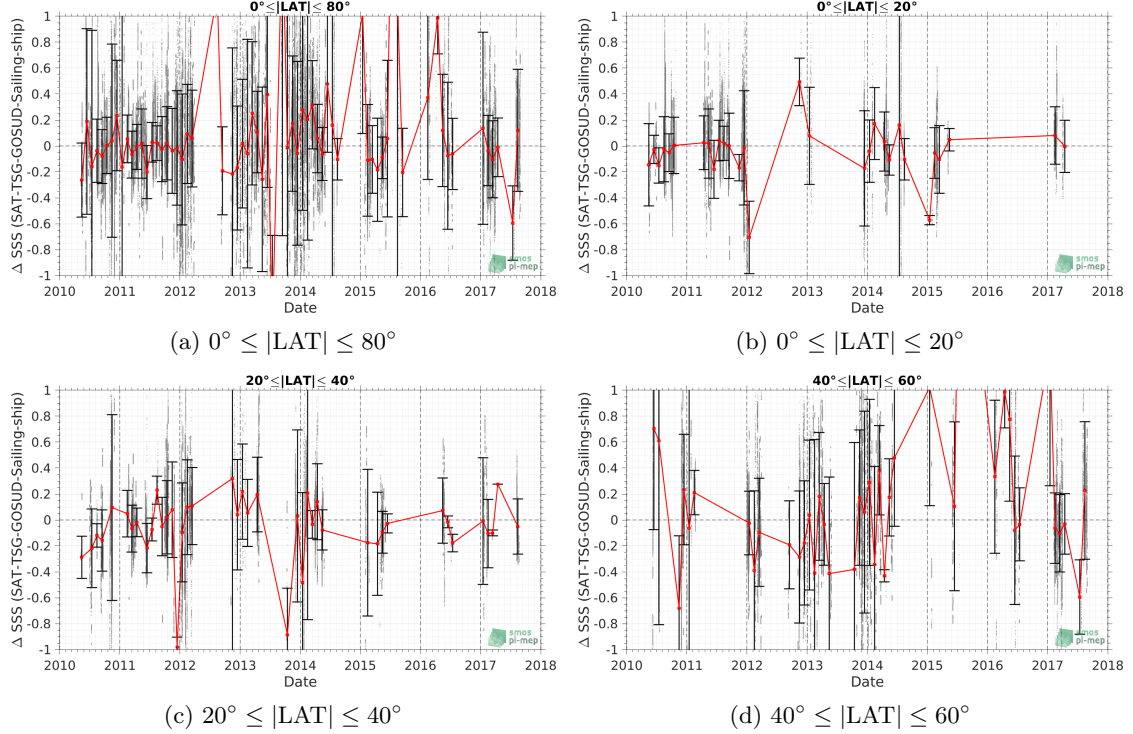 0°≤|LAT|≤ 80°
Δ SSS (SAT-TSG-GOSUD-Sailing-ship)
1
0.8
0.6
0.4
0.2
0
-0.2
-0.4
-0.6
-0.8
-1
2010 2011 2012 2013 2014 2015 2016 2017 2018
Date
smos
pi-mep
(a) 0° ≤ |LAT| ≤ 80°
0°≤|LAT|≤ 20°
Δ SSS (SAT-TSG-GOSUD-Sailing-ship)
1
0.8
0.6
0.4
0.2
0
-0.2
-0.4
-0.6
-0.8
-1
2010 2011 2012 2013 2014 2015 2016 2017 2018
Date
smos
pi-mep
(b) 0° ≤ |LAT| ≤ 20°
20°≤|LAT|≤ 40°
Δ SSS (SAT-TSG-GOSUD-Sailing-ship)
1
0.8
0.6
0.4
0.2
0
-0.2
-0.4
-0.6
-0.8
-1
2010 2011 2012 2013 2014 2015 2016 2017 2018
Date
smos
pi-mep
(c) 20° ≤ |LAT| ≤ 40°
40°≤|LAT|≤ 60°
Δ SSS (SAT-TSG-GOSUD-Sailing-ship)
1
0.8
0.6
0.4
0.2
0
-0.2
-0.4
-0.6
-0.8
-1
2010 2011 2012 2013 2014 2015 2016 2017 2018
Date
smos
pi-mep
(d) 40° ≤ |LAT| ≤ 60°